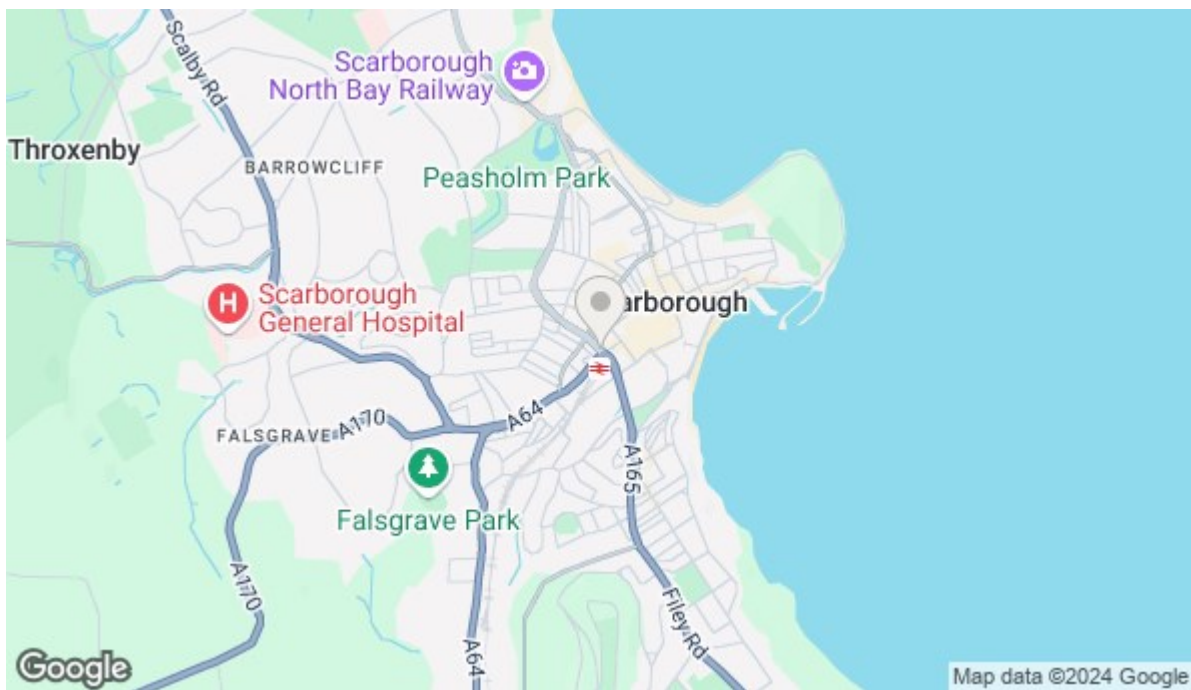 Scalby Rd
Scarborough
North Bay Railway
Throxenby
BARROWCLIFF
Peasholm Park
H
Scarborough
General Hospital
arborough
A64
A170
FALSGRAVE
A165
Falsgrave Park
A170
Filey Rd
A64
Google
Map data ©2024 Google